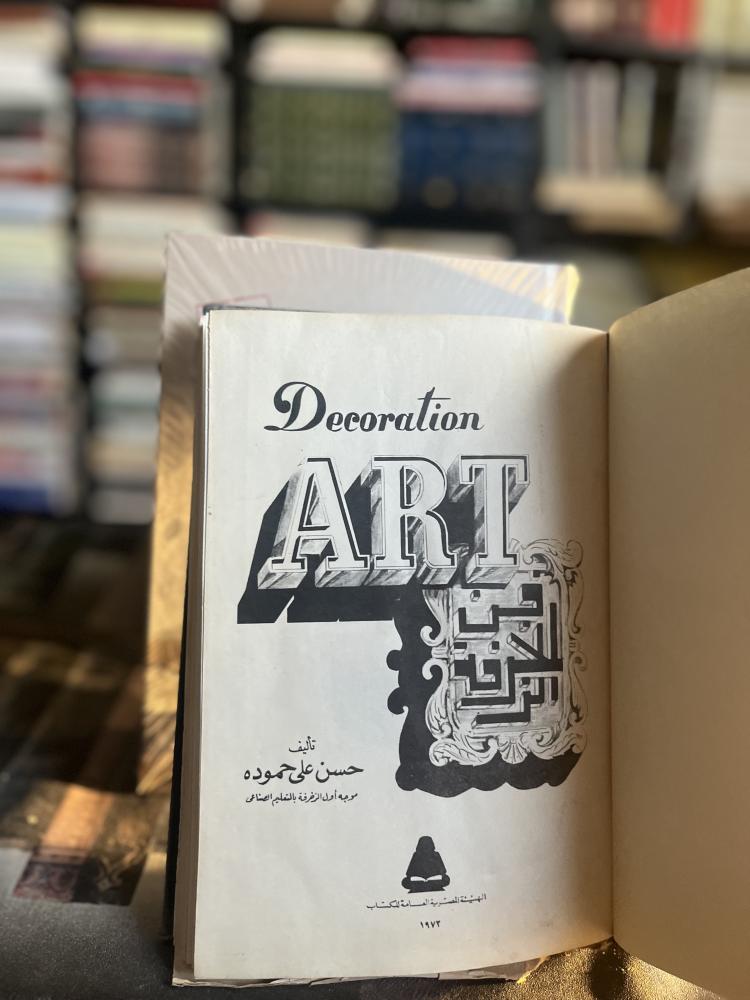 Decoration
ART
فن
الزخرفة
تأليف
حسن على حموده
موجه أول الزخرفة بالتعليم الصناعى
الهيئة المصرية العامة للكتاب
١٩٧٢